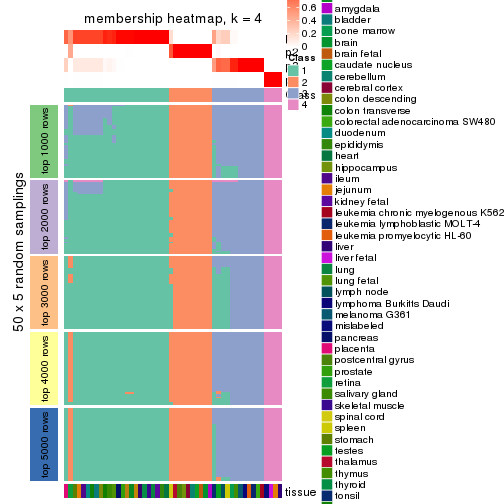 membership heatmap, k = 4
50 x 5 random samplings
top 1000 rows
top 2000 rows
top 3000 rows
top 4000 rows
top 5000 rows
p2
0.6
0.4
0.2
0
Class
1
2
3
4
Class
tissue
amygdala
bladder
bone marrow
brain
brain fetal
caudate nucleus
cerebellum
cerebral cortex
colon descending
colon transverse
colorectal adenocarcinoma SW480
duodenum
epididymis
heart
hippocampus
ileum
jejunum
kidney fetal
leukemia chronic myelogenous K562
leukemia lymphoblastic MOLT-4
leukemia promyelocytic HL-60
liver
liver fetal
lung
lung fetal
lymph node
lymphoma Burkitts Daudi
melanoma G361
mislabeled
pancreas
placenta
postcentral gyrus
prostate
retina
salivary gland
skeletal muscle
spinal cord
spleen
stomach
testes
thalamus
thymus
thyroid
tonsil